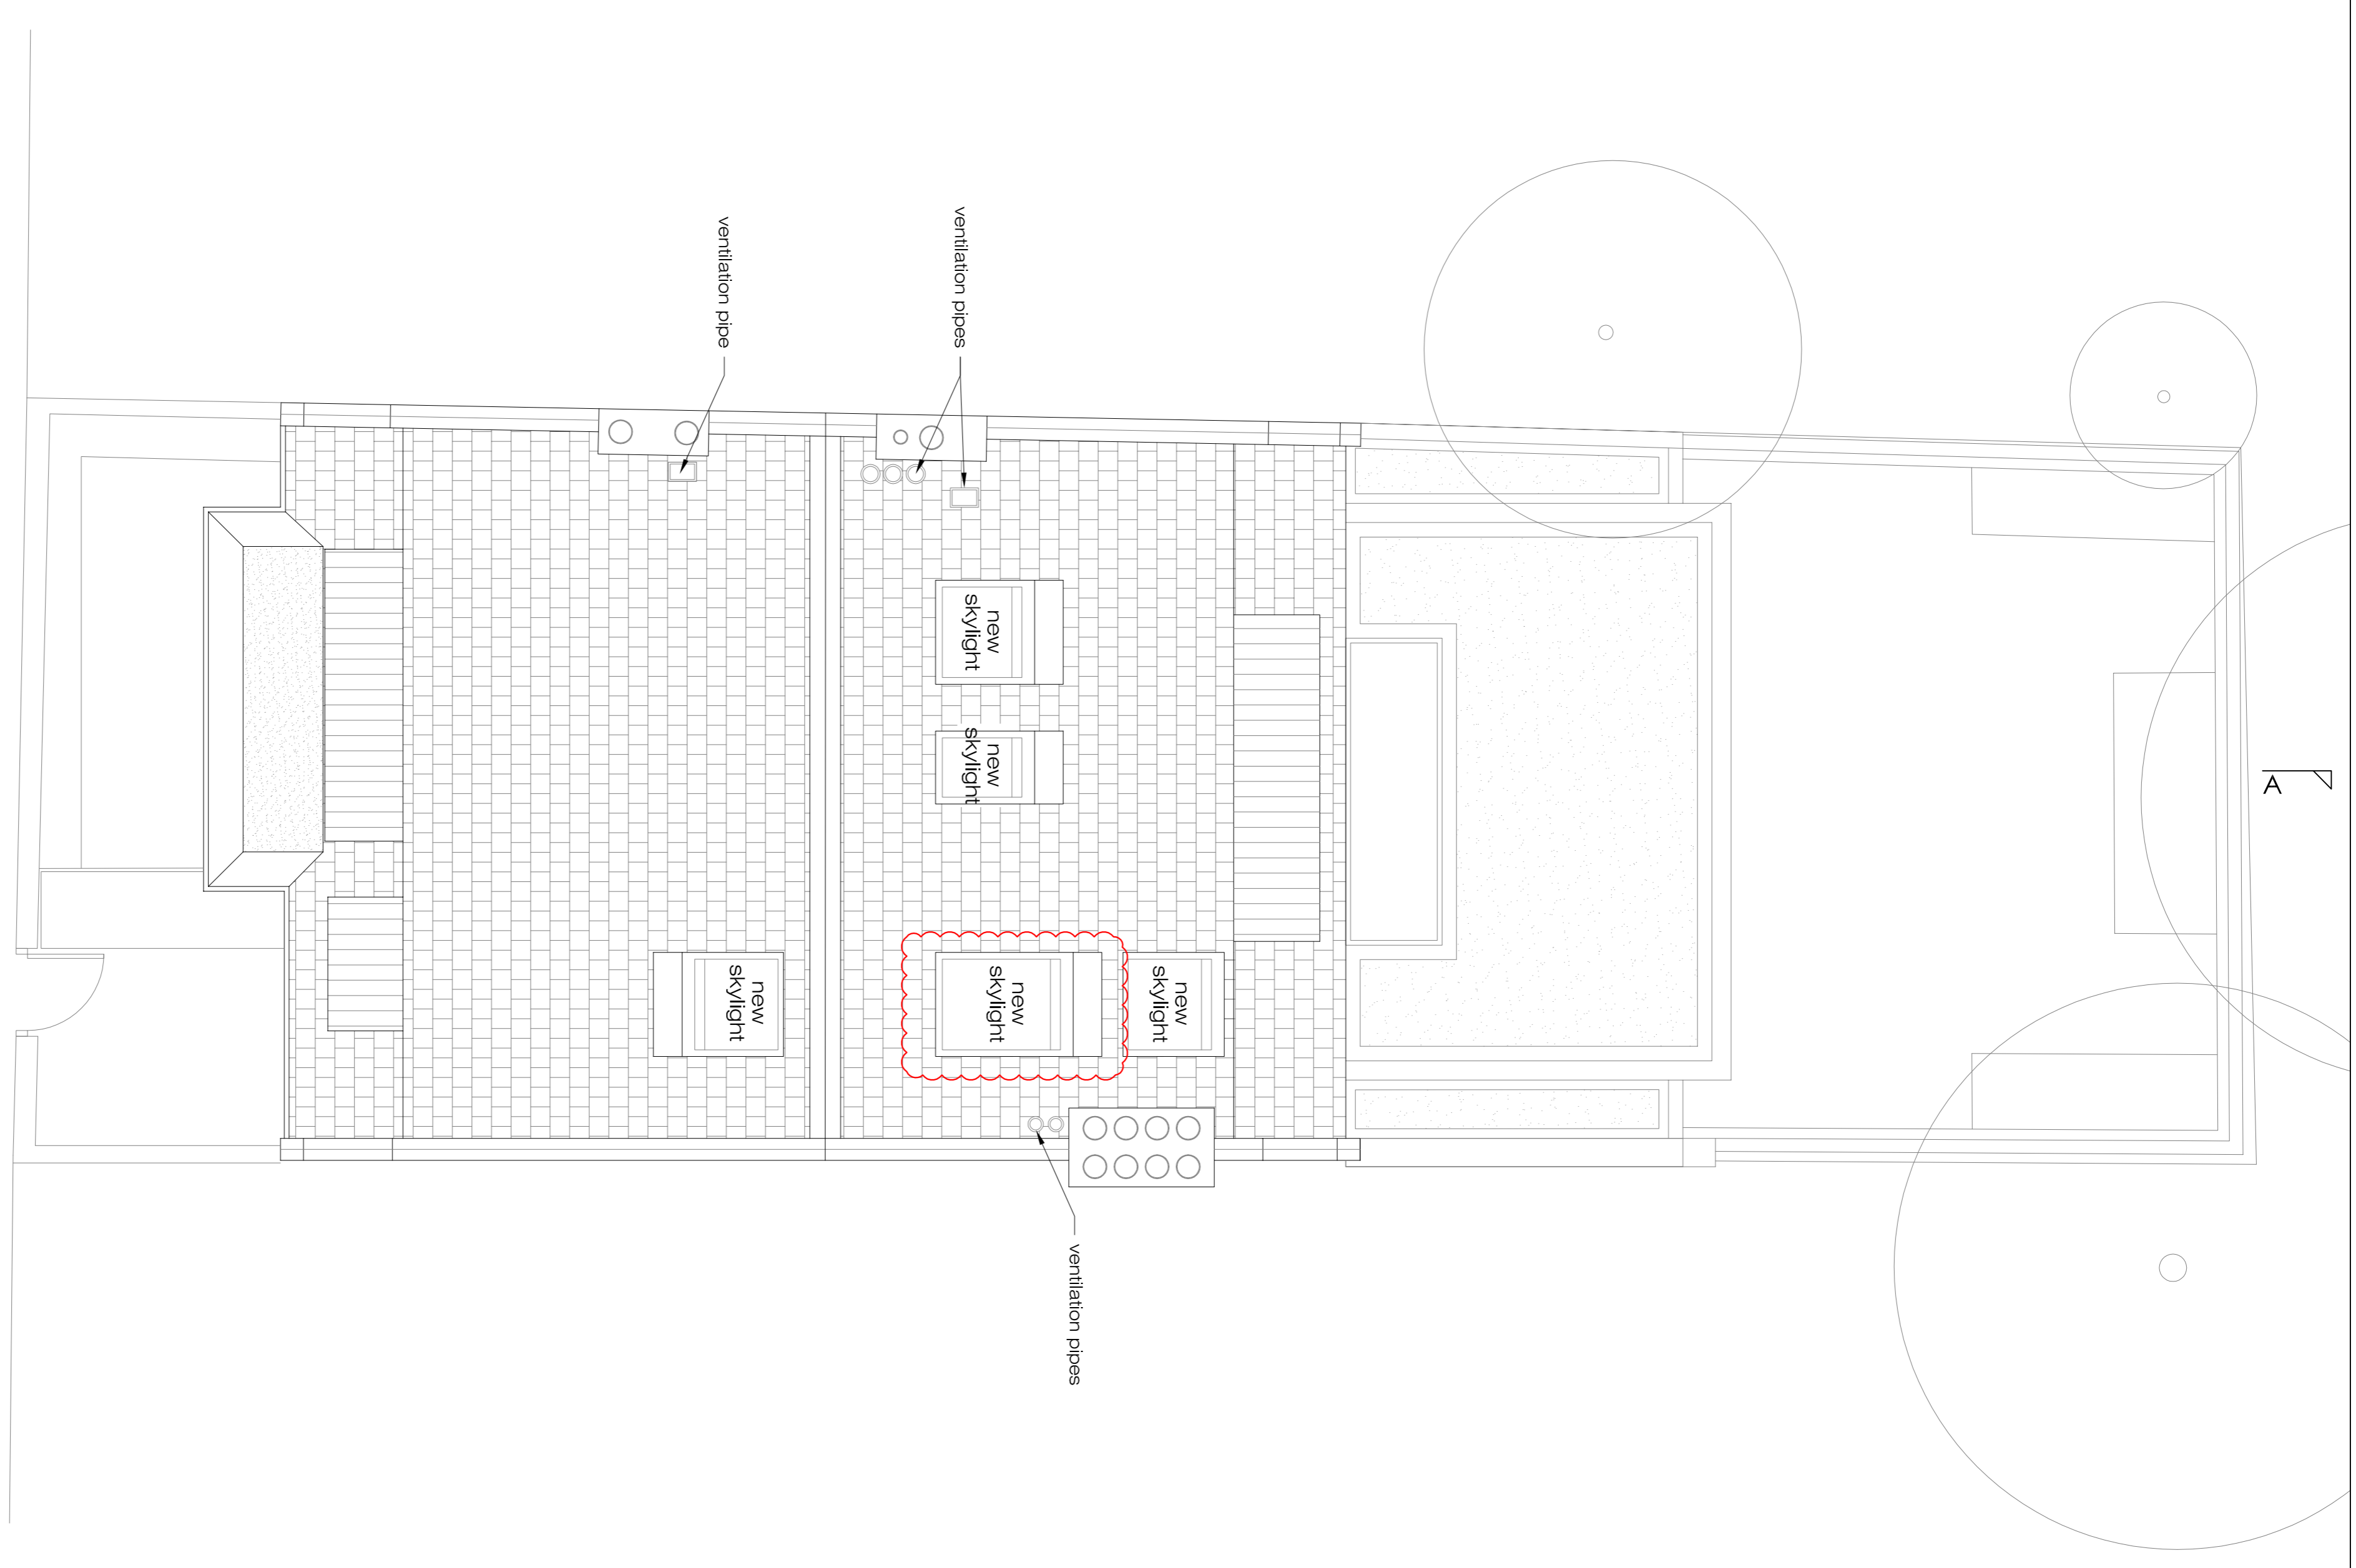 ventilation pipe
ventilation pipes
new
skylight
new
skylight
new
skylight
new
skylight
new
skylight
ventilation pipes
A